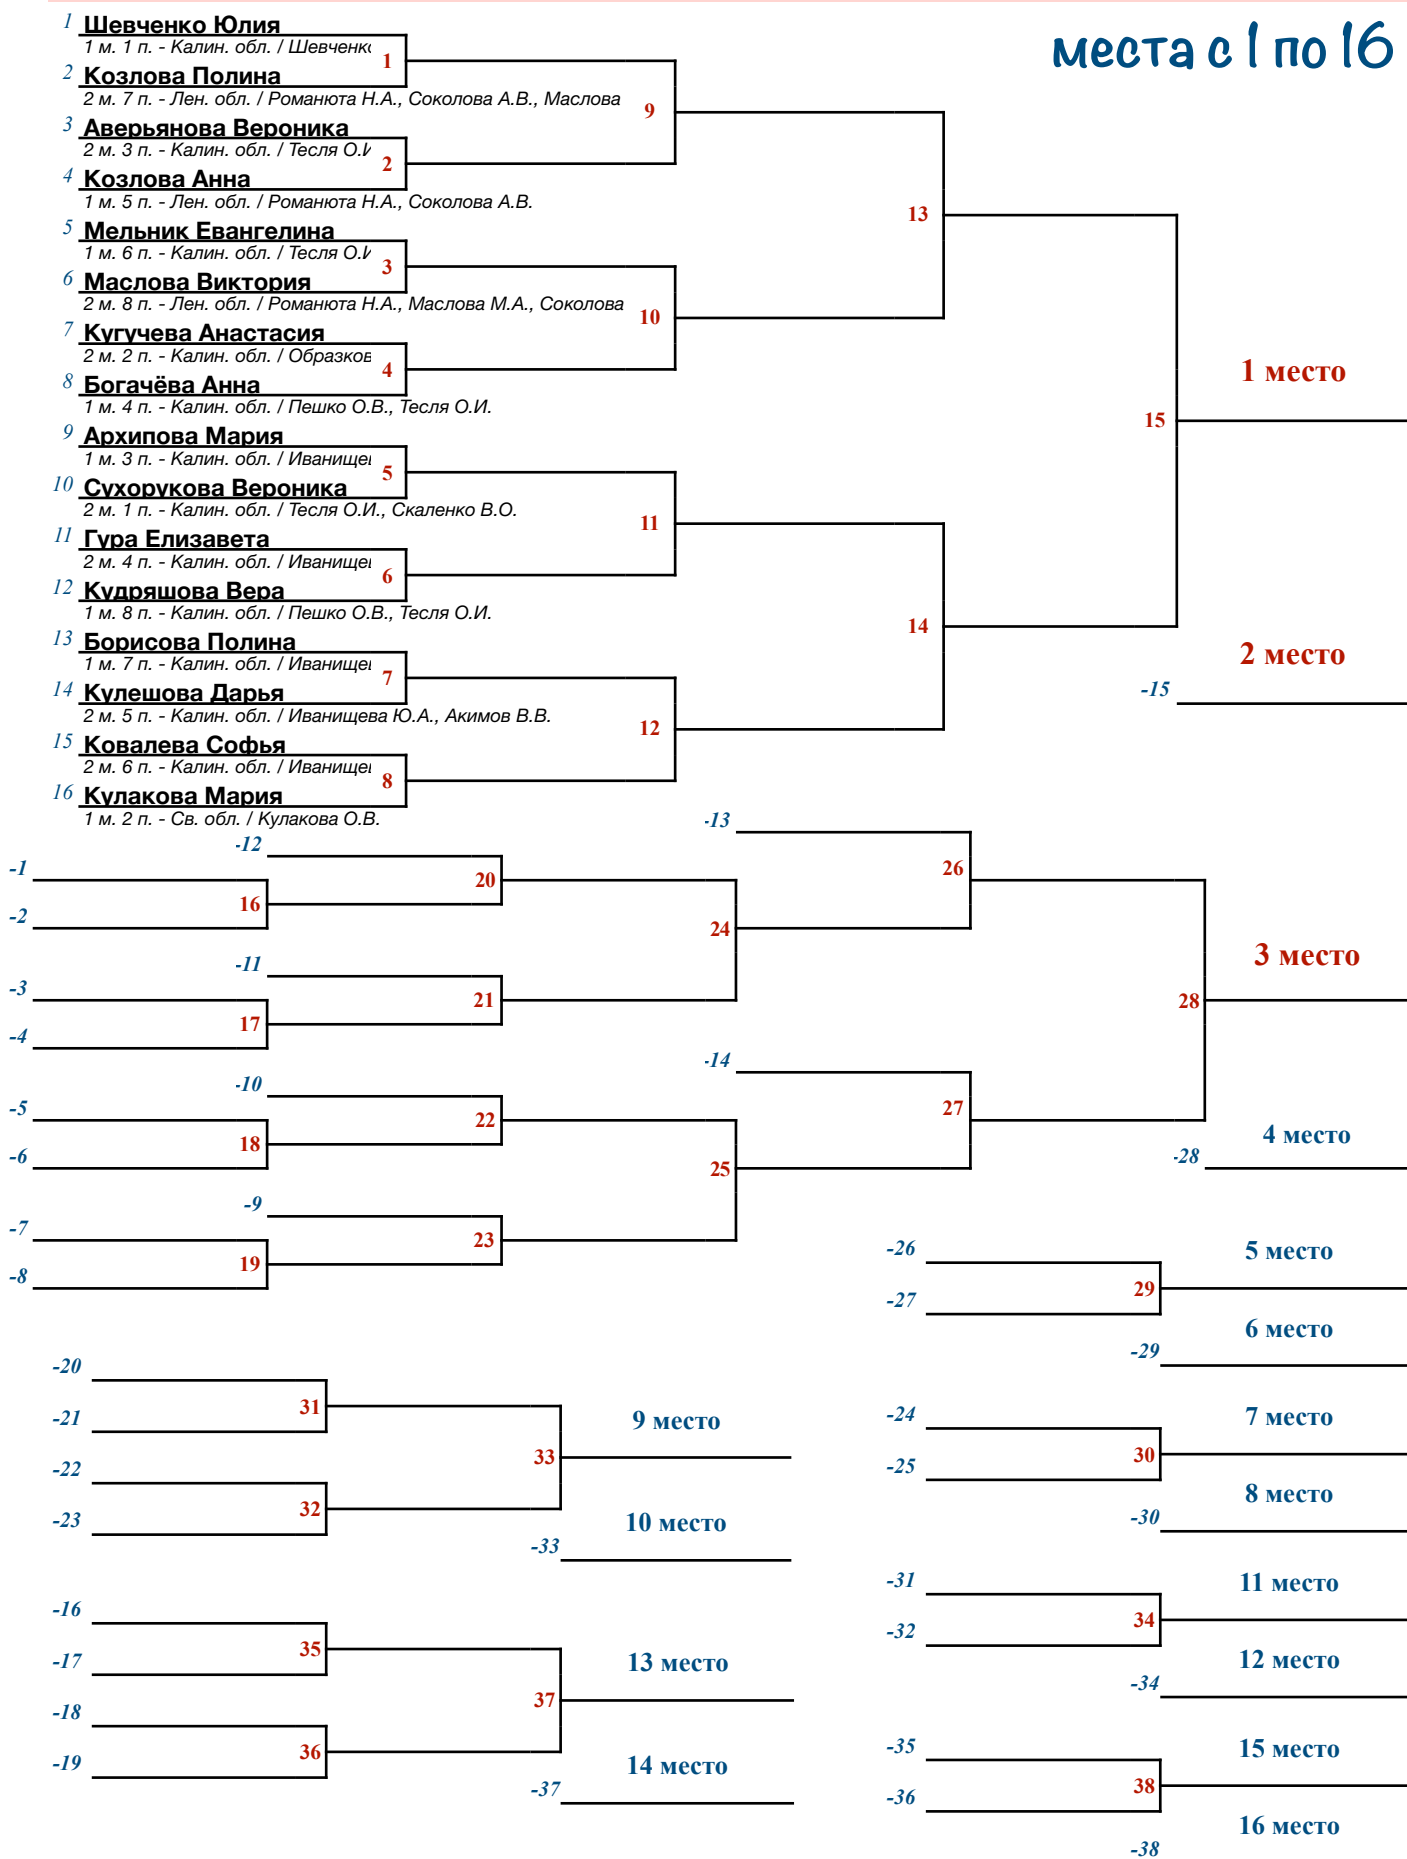 места с 1 по 16
1 Шевченко Юлия
1 м. 1 п. - Калин. обл. / Шевченко
1
2 Козлова Полина
2 м. 7 п. - Лен. обл. / Романюта Н.А., Соколова А.В., Маслова
9
3 Аверьянова Вероника
2 м. 3 п. - Калин. обл. / Тесля О.И
2
4 Козлова Анна
1 м. 5 п. - Лен. обл. / Романюта Н.А., Соколова А.В.
13
5 Мельник Евангелина
1 м. 6 п. - Калин. обл. / Тесля О.И
3
6 Маслова Виктория
2 м. 8 п. - Лен. обл. / Романюта Н.А., Маслова М.А., Соколова
10
7 Кугучева Анастасия
2 м. 2 п. - Калин. обл. / Образков
4
1 место
8 Богачёва Анна
1 м. 4 п. - Калин. обл. / Пешко О.В., Тесля О.И.
15
9 Архипова Мария
1 м. 3 п. - Калин. обл. / Иванищев
5
10 Сухорукова Вероника
2 м. 1 п. - Калин. обл. / Тесля О.И., Скаленко В.О.
11
11 Гура Елизавета
2 м. 4 п. - Калин. обл. / Иванищев
6
12 Кудряшова Вера
1 м. 8 п. - Калин. обл. / Пешко О.В., Тесля О.И.
14
13 Борисова Полина
1 м. 7 п. - Калин. обл. / Иванищев
7
2 место
-15
14 Кулешова Дарья
2 м. 5 п. - Калин. обл. / Иванищева Ю.А., Акимов В.В.
12
15 Ковалева Софья
2 м. 6 п. - Калин. обл. / Иванищев
8
16 Кулакова Мария
1 м. 2 п. - Св. обл. / Кулакова О.В.
-13
-12
-1
20
26
16
-2
24
-11
3 место
-3
21
28
17
-4
-14
-10
-5
22
27
18
4 место
-6
25
-28
-9
-7
23
19
-8
-26
5 место
29
-27
6 место
-29
-20
31
-21
9 место
33
-22
32
-23
10 место
-33
-24
7 место
30
-25
8 место
-30
-31
11 место
34
-32
12 место
-34
-16
35
-17
13 место
37
-18
36
-19
14 место
-37
-35
15 место
38
-36
16 место
-38